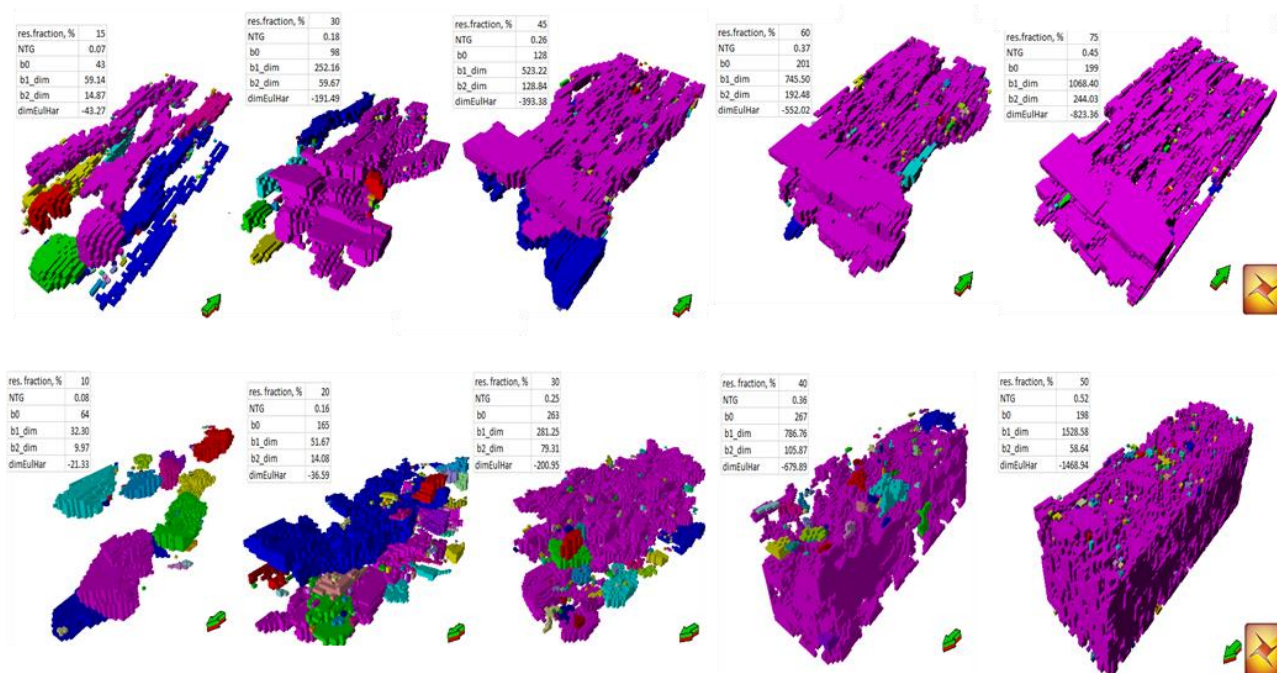 res.fraction, % 15
NTG 0.07
b0 43
b1_dim 59.14
b2_dim 14.87
dimEulHar -43.27
res.fraction, % 30
NTG 0.18
b0 98
b1_dim 252.16
b2_dim 59.67
dimEulHar -191.49
res.fraction, % 45
NTG 0.26
b0 128
b1_dim 523.22
b2_dim 128.84
dimEulHar -393.38
res.fraction, % 60
NTG 0.37
b0 201
b1_dim 745.50
b2_dim 192.48
dimEulHar -552.02
res.fraction, % 75
NTG 0.45
b0 199
b1_dim 1068.40
b2_dim 244.03
dimEulHar -823.36
res. fraction, % 10
NTG 0.08
b0 64
b1_dim 32.30
b2_dim 9.97
dimEulHar -21.33
res. fraction, % 20
NTG 0.16
b0 165
b1_dim 51.67
b2_dim 14.08
dimEulHar -36.59
res. fraction, % 30
NTG 0.25
b0 263
b1_dim 281.25
b2_dim 79.31
dimEulHar -200.95
res. fraction, % 40
NTG 0.36
b0 267
b1_dim 786.76
b2_dim 105.87
dimEulHar -679.89
res. fraction, % 50
NTG 0.52
b0 198
b1_dim 1528.58
b2_dim 58.64
dimEulHar -1468.94